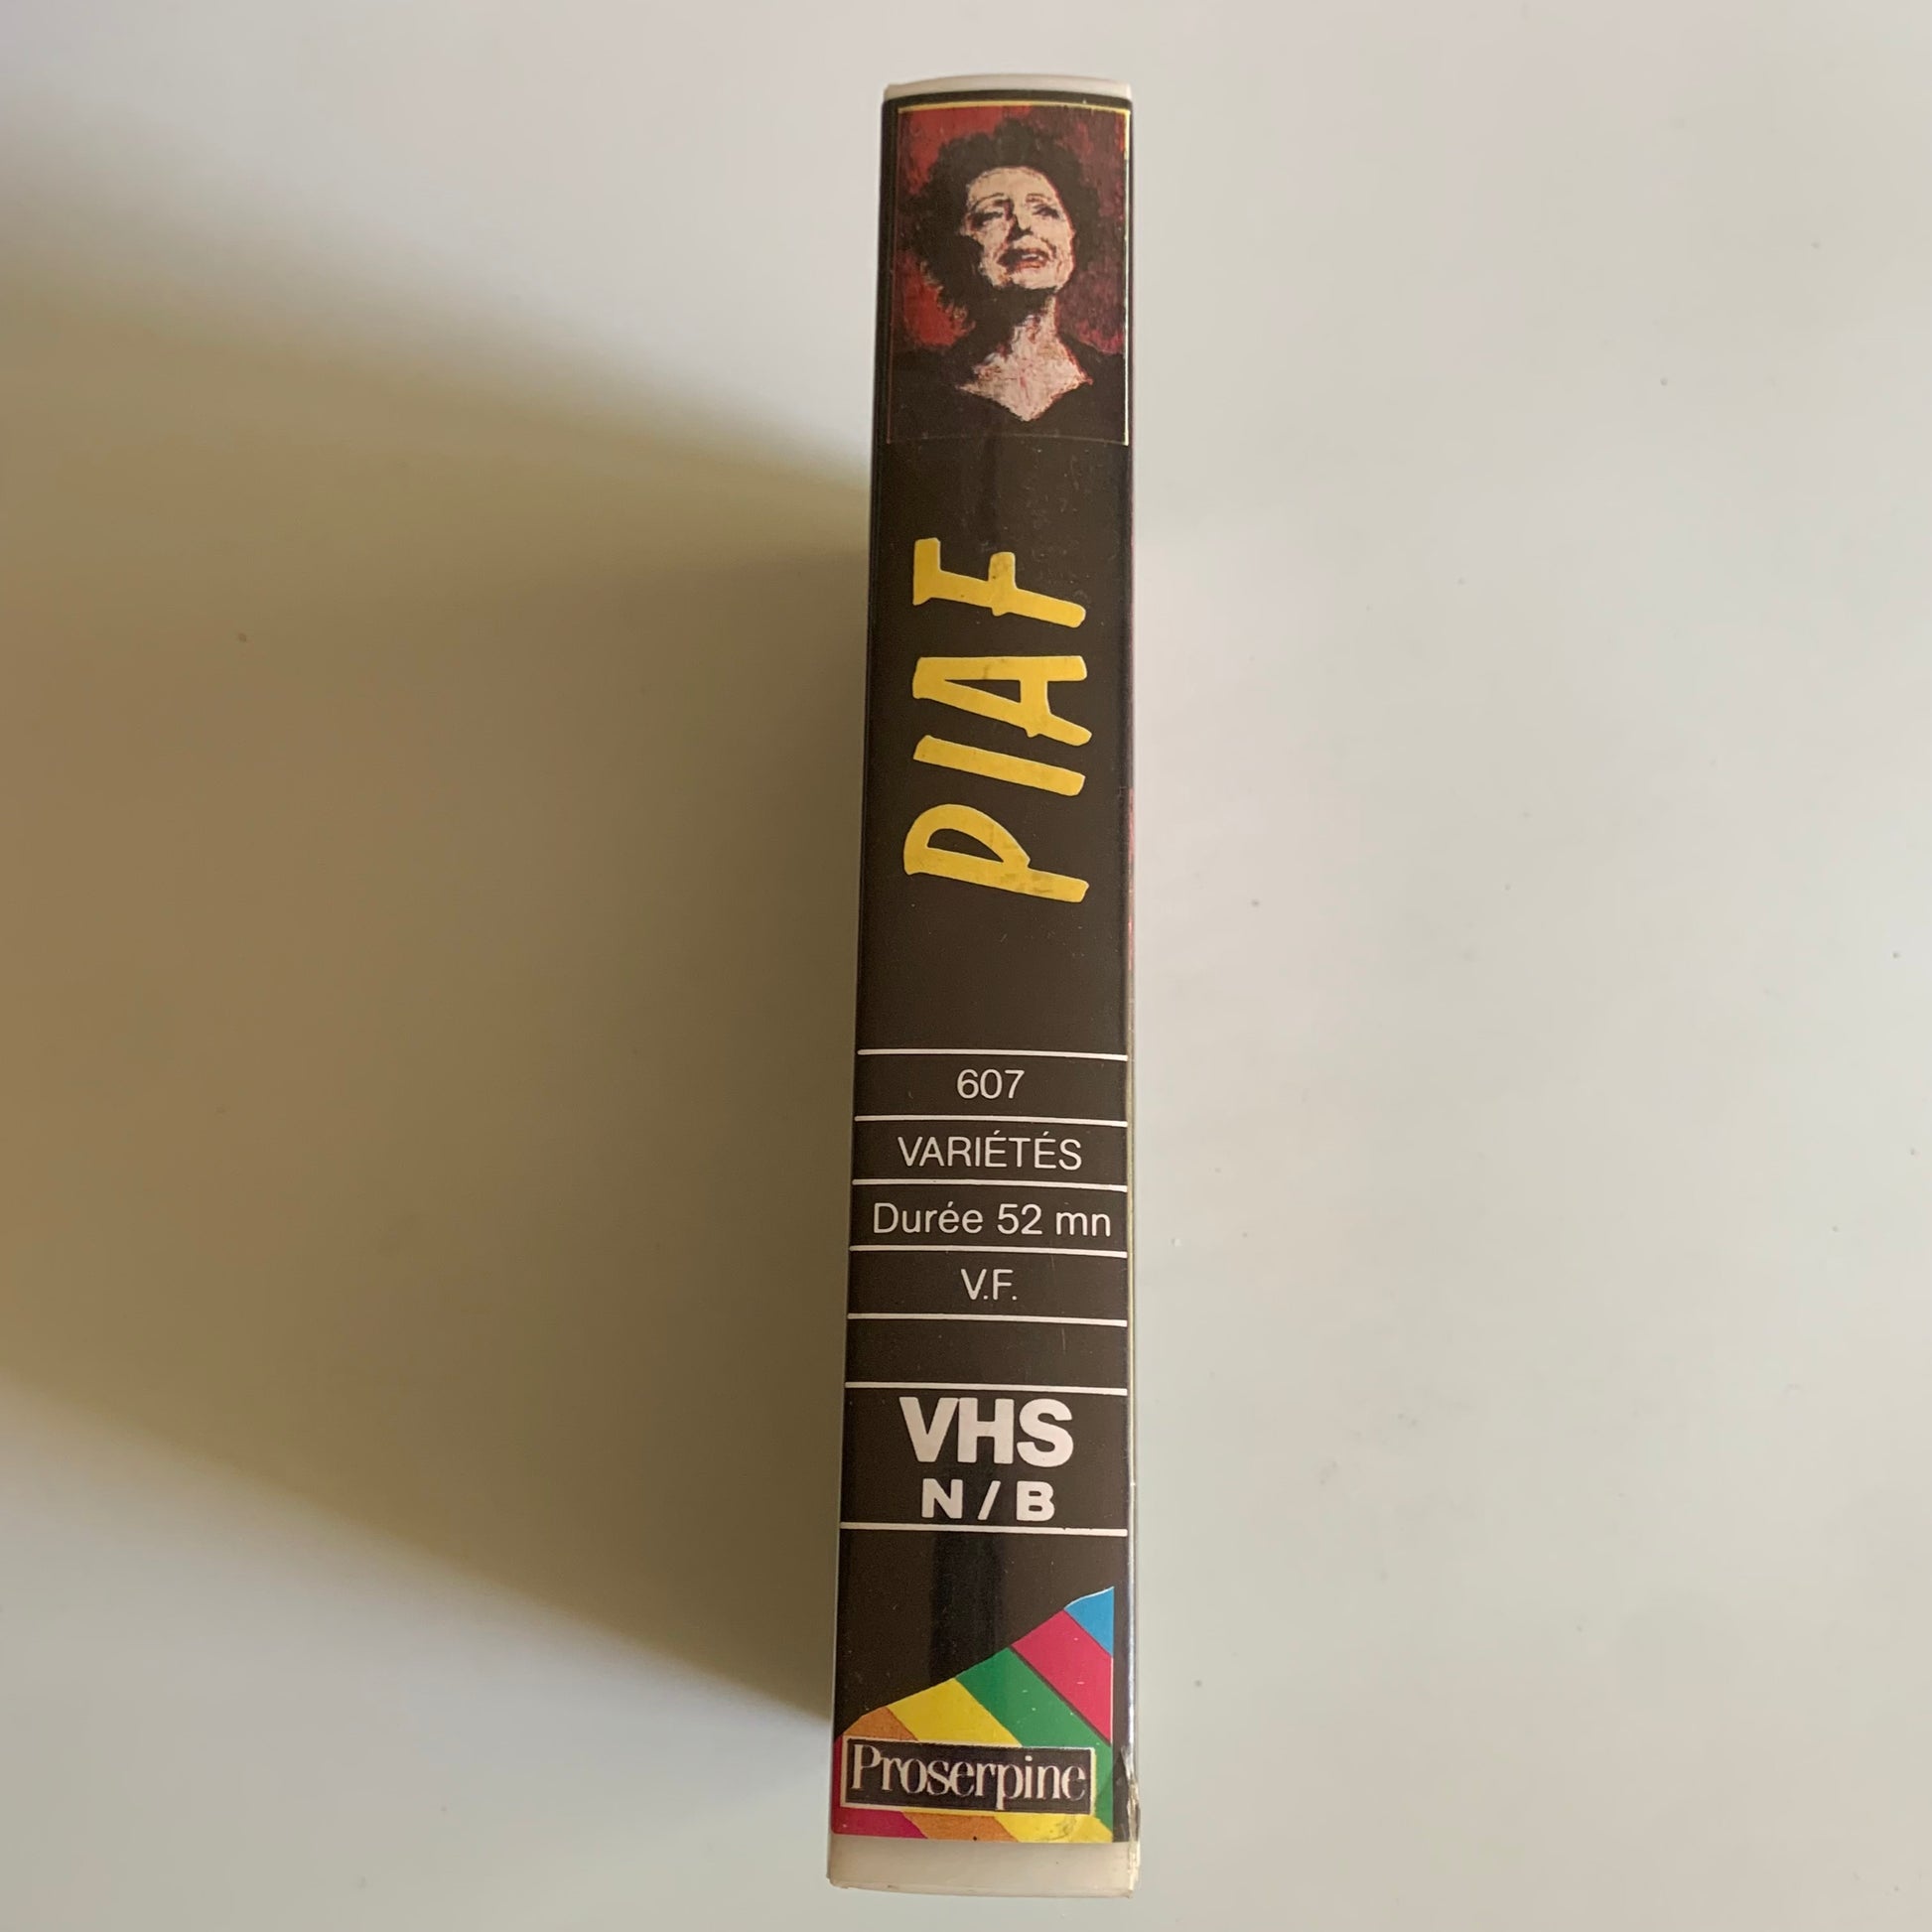 PIAF
607
VARIÉTÉS
Durée 52 mn
V.F.
VHS
N / B
Proserpine